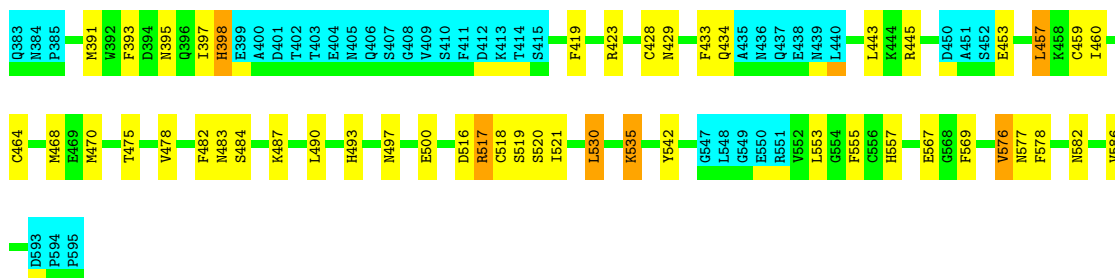 Q383 N384 P385 M391 W392 F393 D394 N395 Q396 I397 H398 E399 A400 D401 T402 T403 E404 N405 Q406 S407 G408 V409 S410 F411 D412 K413 T414 S415 F419 R423 C428 N429 F433 Q434 A435 N436 Q437 E438 N439 L440 L443 K444 R445 D450 A451 S452 E453 L457 K458 C459 I460
C464 M468 E469 M470 T475 V478 F482 N483 S484 K487 L490 H493 N497 E500 D516 R517 C518 S519 S520 I521 L530 K535 Y542 G547 L548 G549 E550 R551 V552 L553 G554 F555 C556 H557 E567 G568 F569 V576 N577 F578 N582
D593 P594 P595